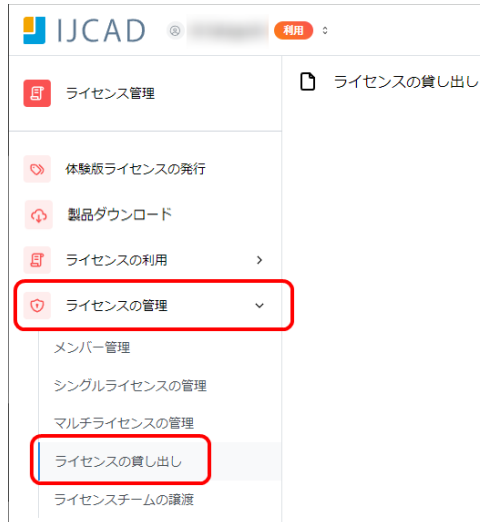 IJCAD
利用
ライセンス管理
ライセンスの貸し出し
体験版ライセンスの発行
製品ダウンロード
ライセンスの利用
ライセンスの管理
メンバー管理
シングルライセンスの管理
マルチライセンスの管理
ライセンスの貸し出し
ライセンスチームの譲渡